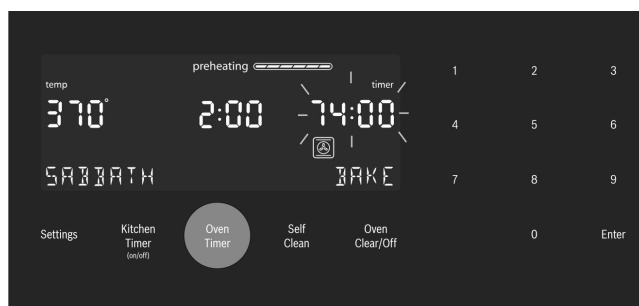 preheating
temp
timer
370°
2:00
74:00
SABBATH
BAKE
Settings
Kitchen
Timer
(on/off)
Oven
Timer
Self
Clean
Oven
Clear/Off
1 2 3
4 5 6
7 8 9
0 Enter